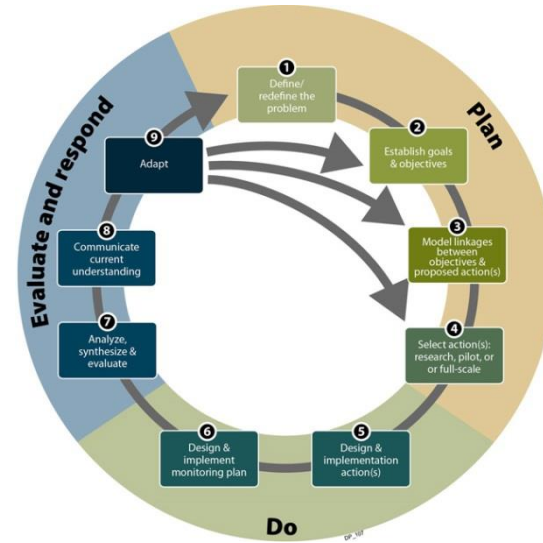 Plan
1
Define/
redefine the
problem
2
Establish goals
& objectives
3
Model linkages
between
objectives &
proposed action(s)
4
Select action(s):
research, pilot, or
or full-scale
Do
5
Design &
implementation
action(s)
6
Design &
implement
monitoring plan
Evaluate and respond
7
Analyze,
synthesize &
evaluate
8
Communicate
current
understanding
9
Adapt
DP_107